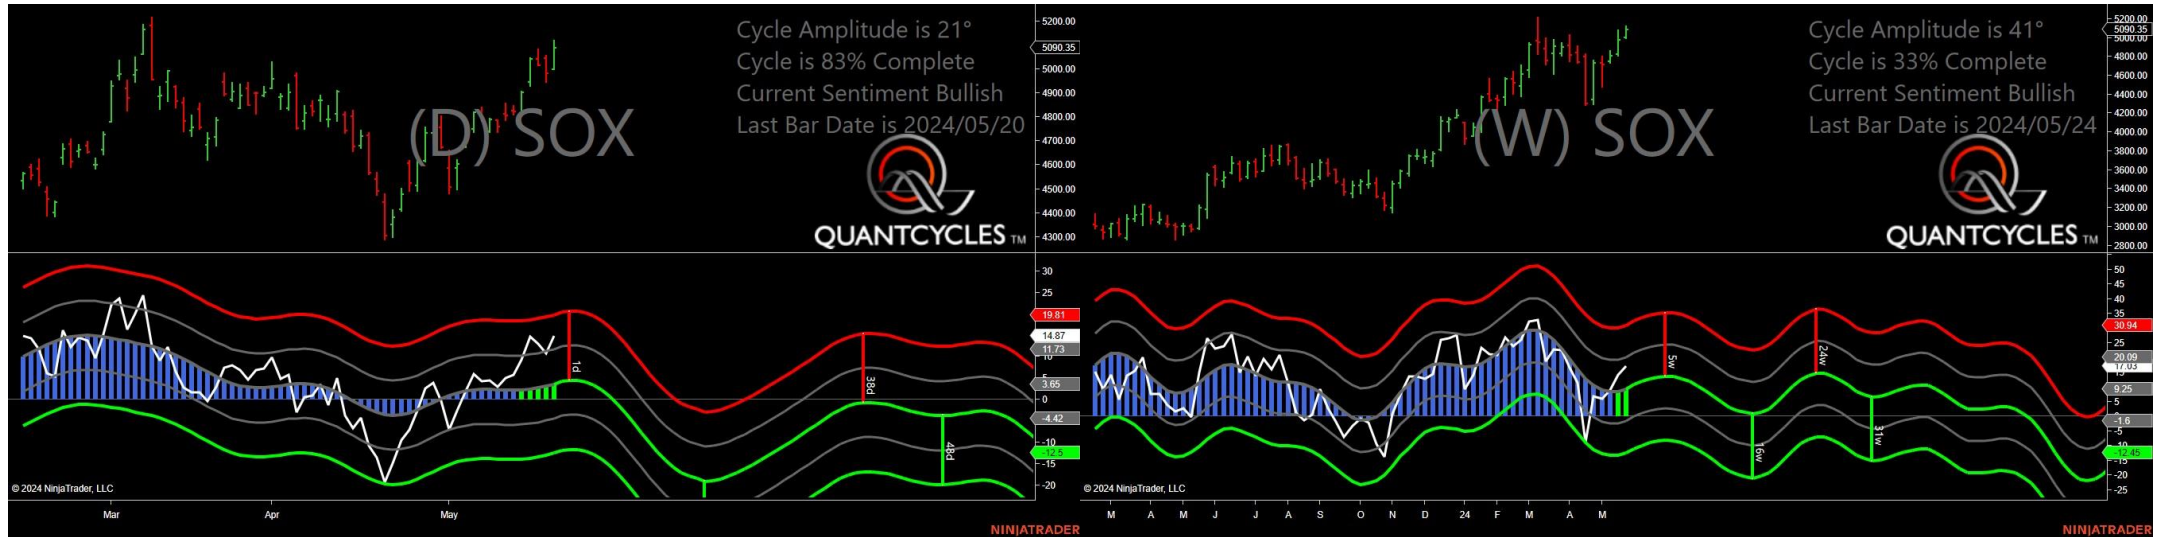 Cycle Amplitude is 21°
Cycle is 83% Complete
Current Sentiment Bullish
Last Bar Date is 2024/05/20
(D) SOX
QUANTCYCLES TM
5200.00
5090.35
5000.00
4900.00
4800.00
4700.00
4600.00
4500.00
4400.00
4300.00
30
25
19.81
14.87
11.73
10
5
3.65
0
-4.42
-10
-12.5
-15
-20
1d
38d
48d
© 2024 NinjaTrader, LLC
Mar
Apr
May
NINJATRADER
Cycle Amplitude is 41°
Cycle is 33% Complete
Current Sentiment Bullish
Last Bar Date is 2024/05/24
(W) SOX
QUANTCYCLES TM
5200.00
5090.35
5000.00
4800.00
4600.00
4400.00
4200.00
4000.00
3800.00
3600.00
3400.00
3200.00
3000.00
2800.00
50
45
40
35
30.94
25
20.09
17.03
15
9.25
5
-1.6
-5
-10
-12.45
-15
-20
-25
5w
24w
16w
31w
© 2024 NinjaTrader, LLC
M
A
M
J
J
A
S
O
N
D
24
F
M
A
M
NINJATRADER